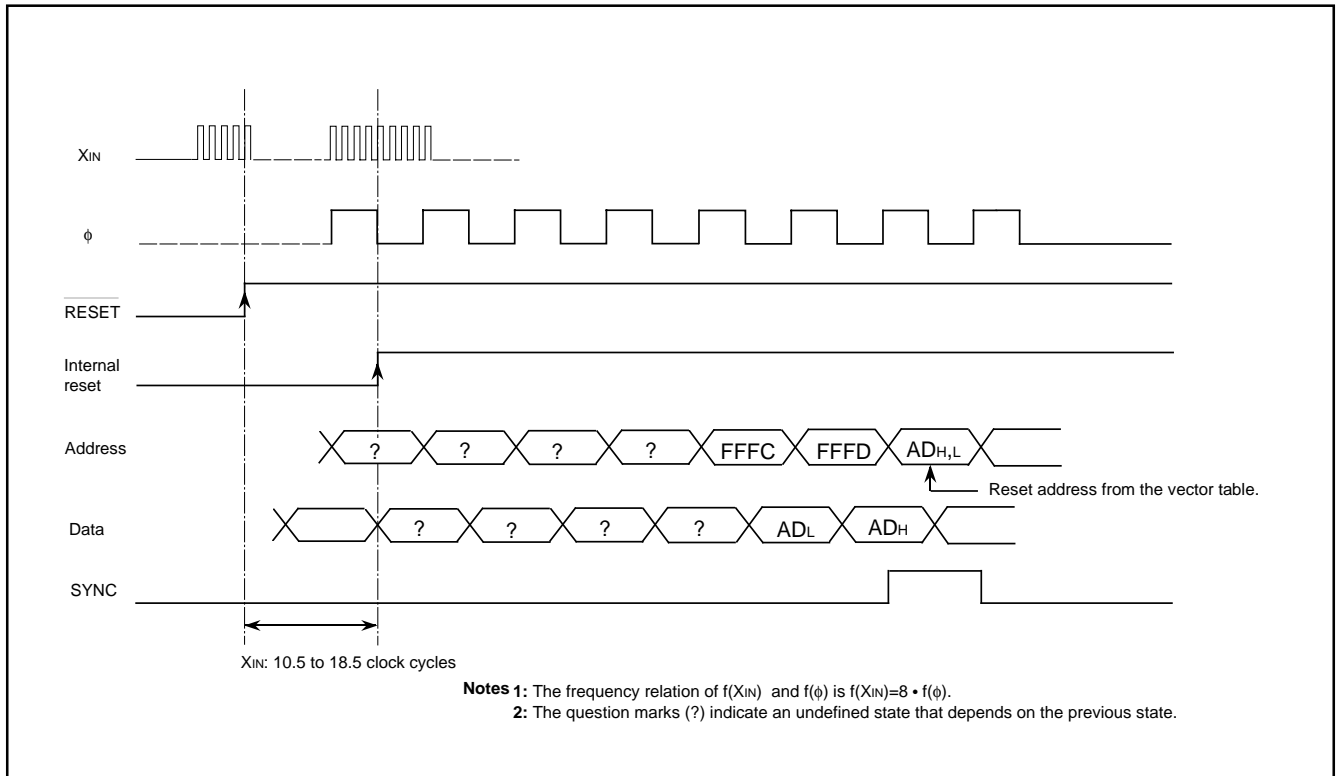 XIN
ϕ
RESET
Internal
reset
Address
? ? ? ? FFFC FFFD ADH,L
Reset address from the vector table.
Data
? ? ? ? ADL ADH
SYNC
XIN: 10.5 to 18.5 clock cycles
Notes 1: The frequency relation of f(XIN) and f(ϕ) is f(XIN)=8 • f(ϕ).
2: The question marks (?) indicate an undefined state that depends on the previous state.